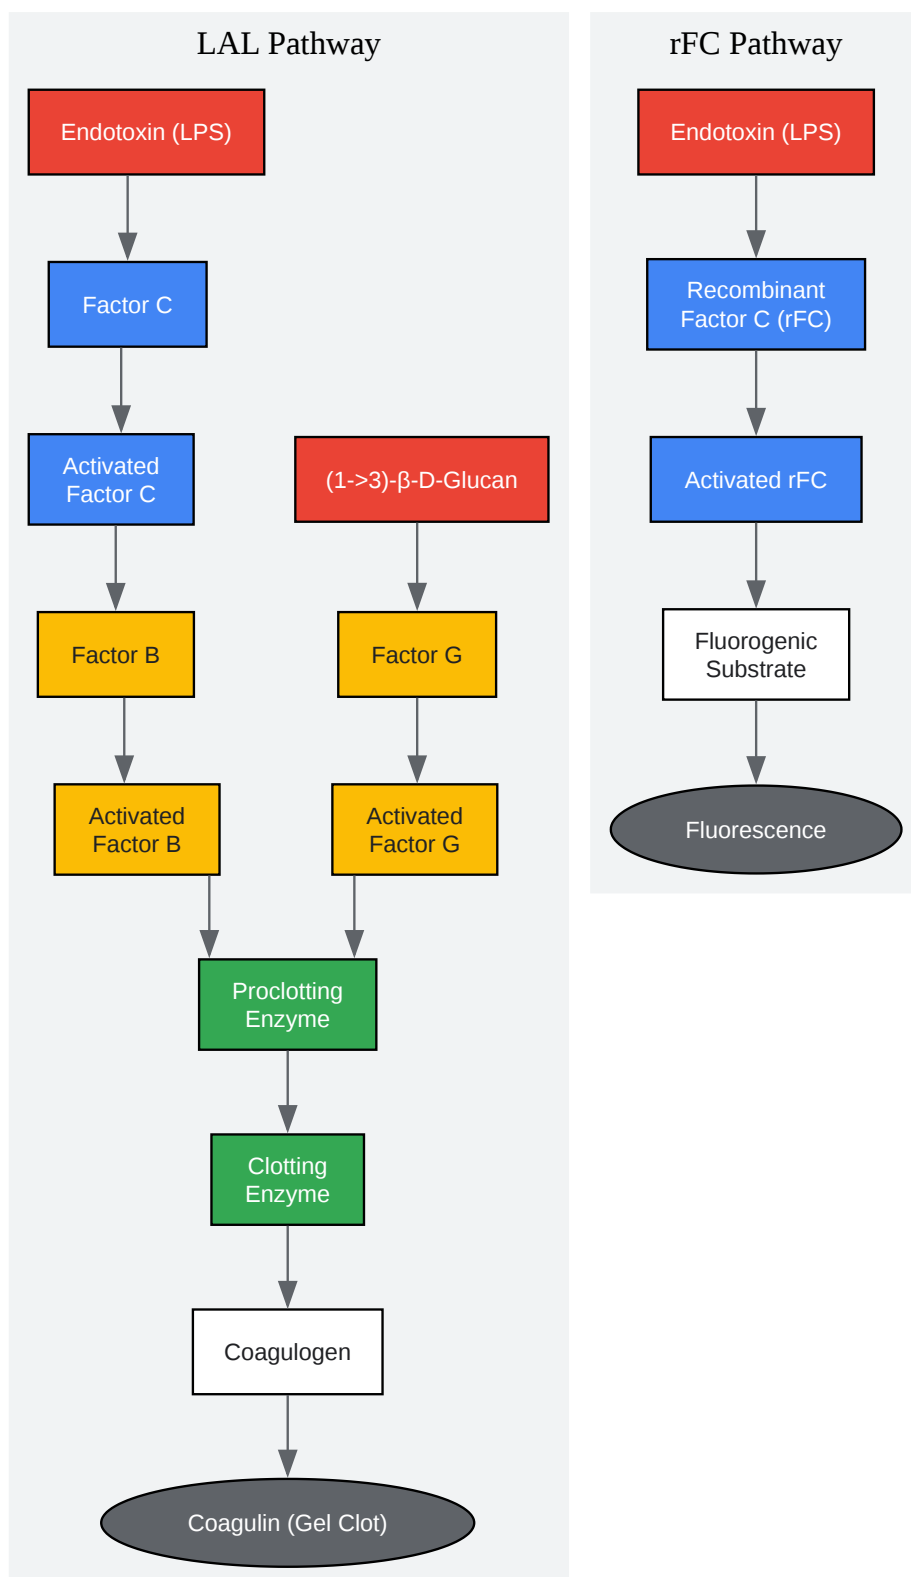 LAL Pathway
Endotoxin (LPS)
Factor C
Activated
Factor C
(1->3)-β-D-Glucan
Factor B
Factor G
Activated
Factor B
Activated
Factor G
Proclotting
Enzyme
Clotting
Enzyme
Coagulogen
Coagulin (Gel Clot)
rFC Pathway
Endotoxin (LPS)
Recombinant
Factor C (rFC)
Activated rFC
Fluorogenic
Substrate
Fluorescence